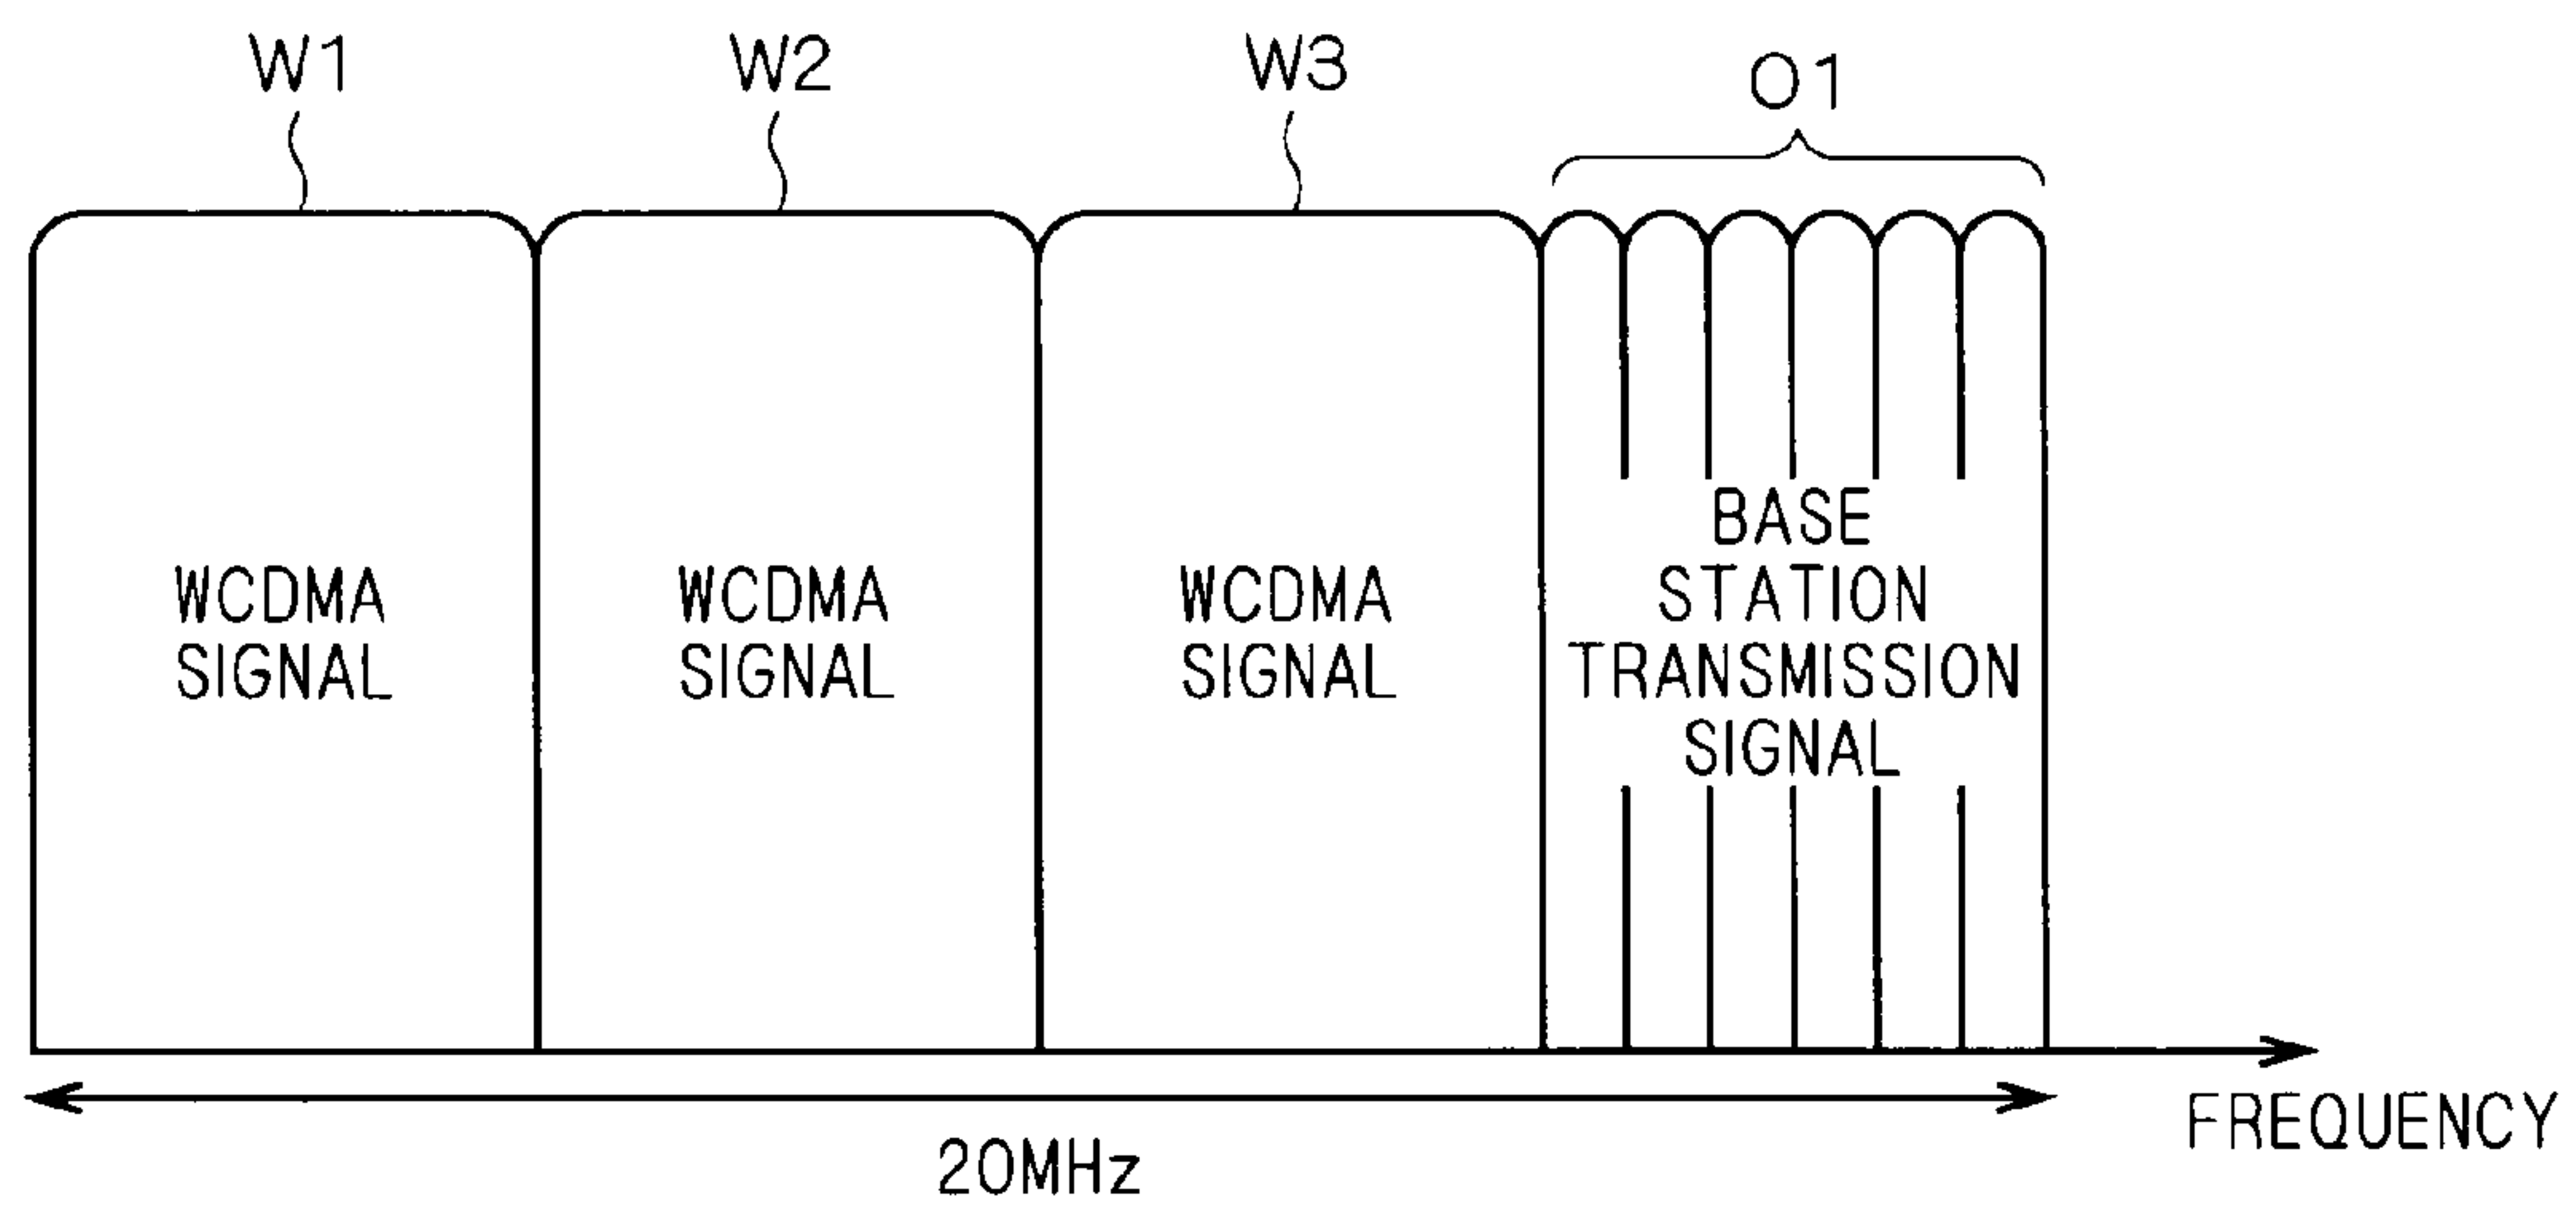 W1
W2
W3
O1
WCDMA
SIGNAL
WCDMA
SIGNAL
WCDMA
SIGNAL
BASE
STATION
TRANSMISSION
SIGNAL
20MHz
FREQUENCY